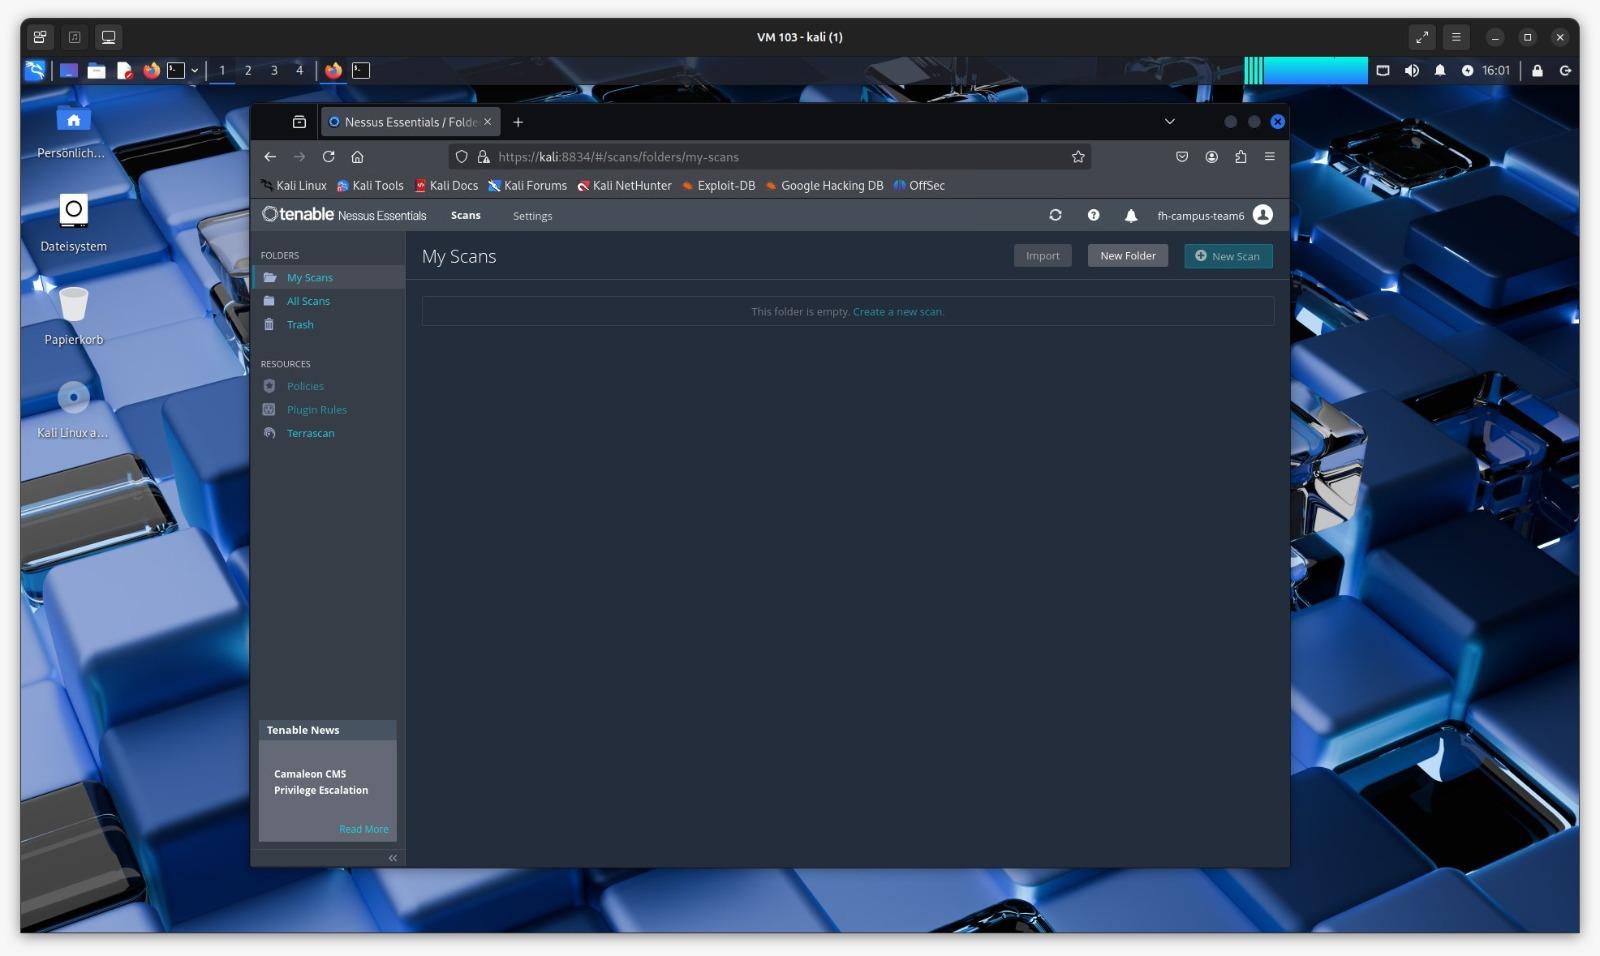 VM 103 - kali (1)
1 2 3 4
16:01
Persönlich...
Dateisystem
Papierkorb
Kali Linux a...
Nessus Essentials / Folde
https://kali:8834/#/scans/folders/my-scans
Kali Linux Kali Tools Kali Docs Kali Forums Kali NetHunter Exploit-DB Google Hacking DB OffSec
tenable Nessus Essentials Scans Settings fh-campus-team6
FOLDERS
My Scans
All Scans
Trash
RESOURCES
Policies
Plugin Rules
Terrascan
My Scans
Import New Folder New Scan
This folder is empty. Create a new scan.
Tenable News
Camaleon CMS
Privilege Escalation
Read More